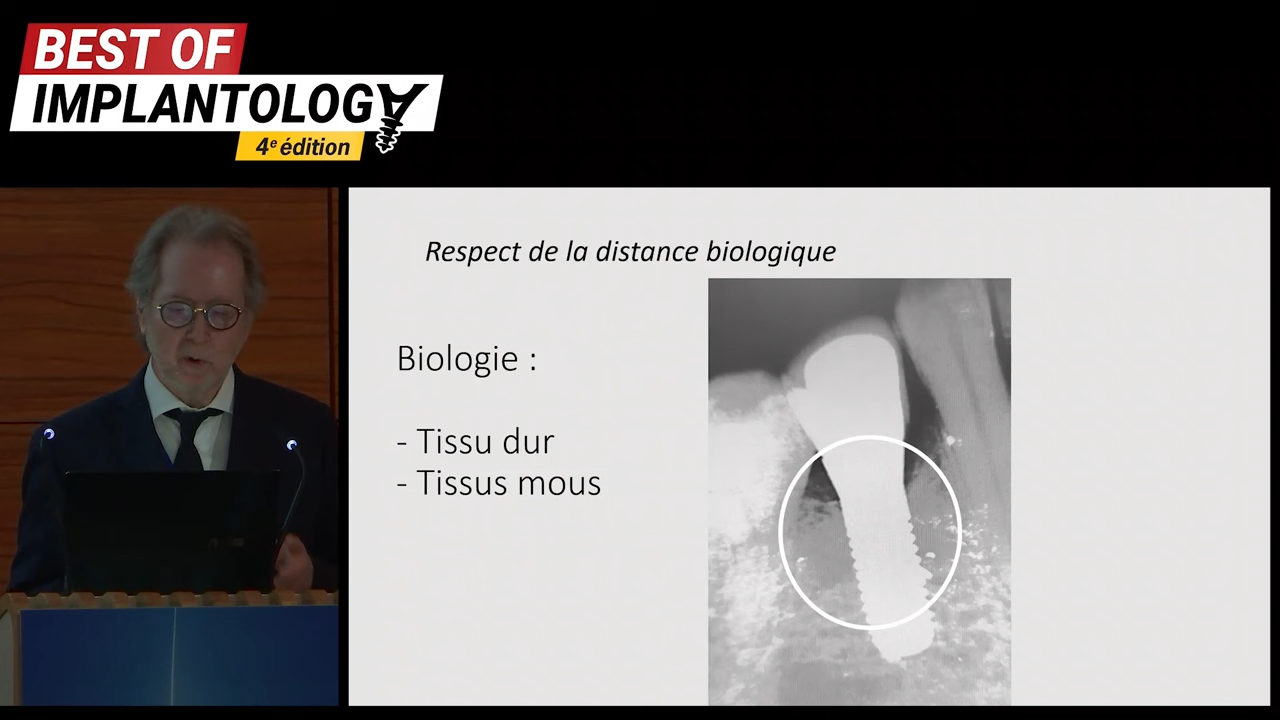 BEST OF
IMPLANTOLOGY
4e édition
Respect de la distance biologique
Biologie :
- Tissu dur
- Tissus mous